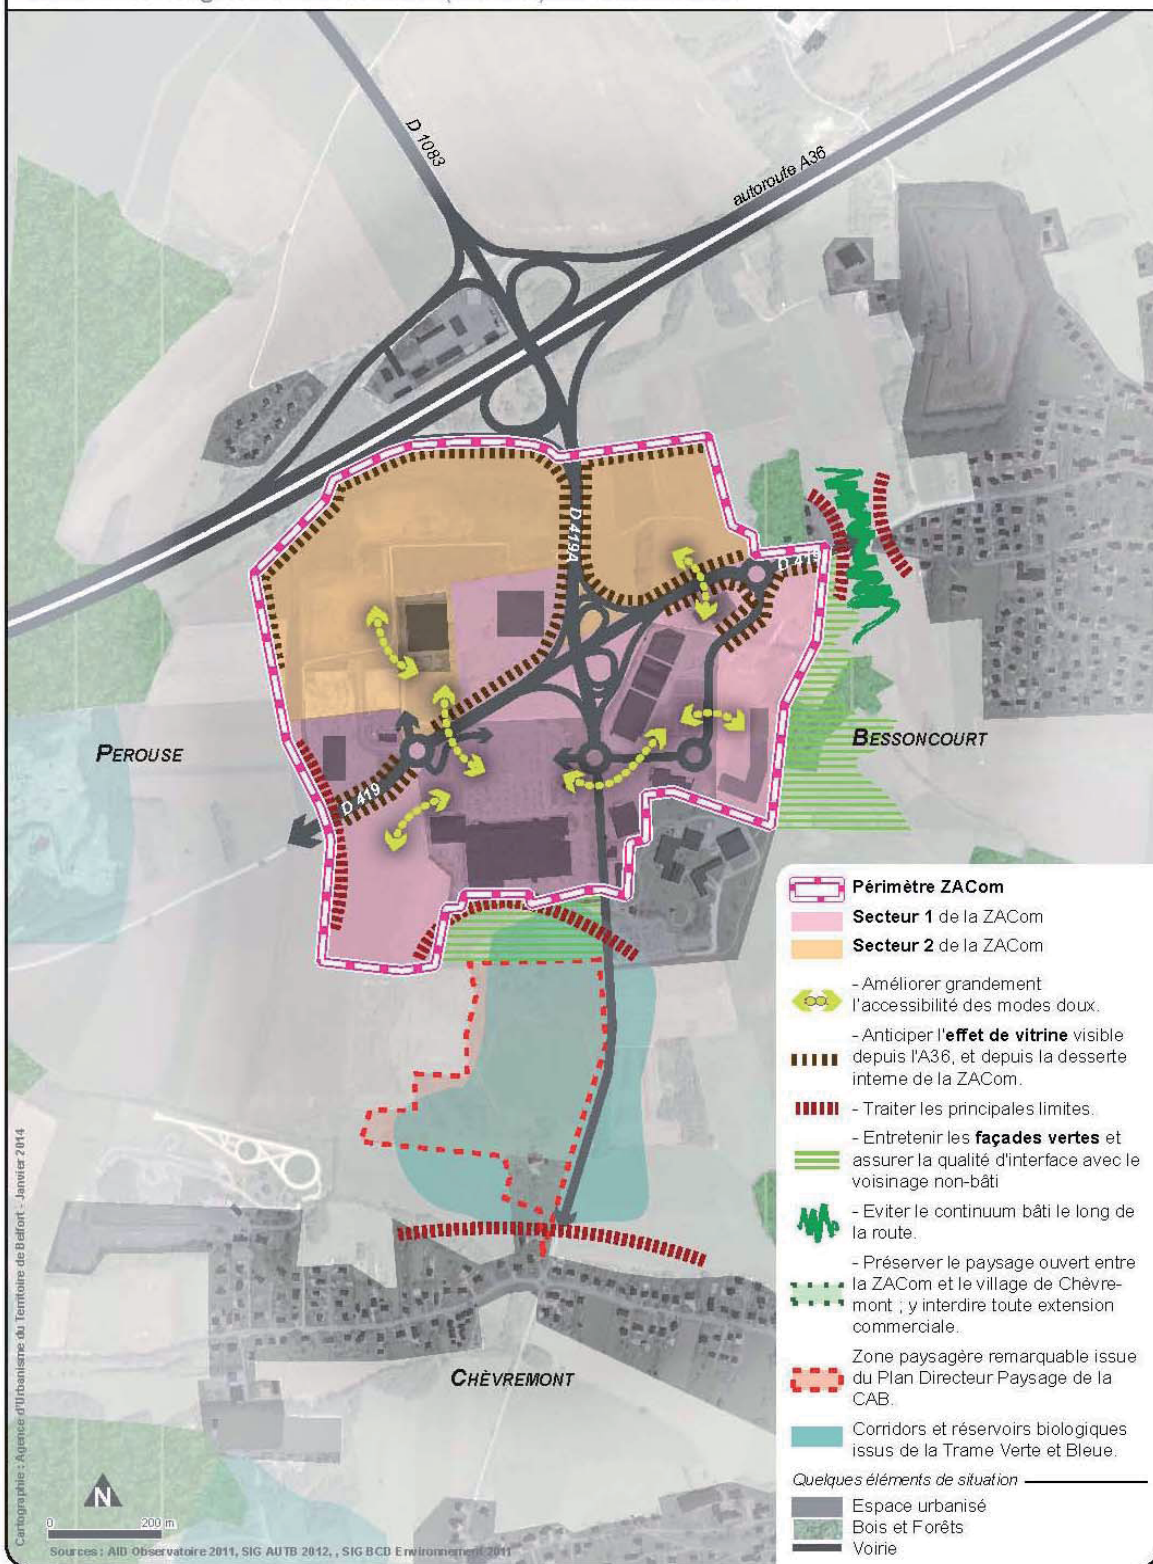 D 1083
autoroute A36
D 419A
D 419
PEROUSE
BESSONCOURT
D 419
Périmètre ZACom
Secteur 1 de la ZACom
Secteur 2 de la ZACom
- Améliorer grandement
l'accessibilité des modes doux.
- Anticiper l'effet de vitrine visible
depuis l'A36, et depuis la desserte
interne de la ZACom.
- Traiter les principales limites.
- Entretenir les façades vertes et
assurer la qualité d'interface avec le
voisinage non-bâti
- Eviter le continuum bâti le long de
la route.
- Préserver le paysage ouvert entre
la ZACom et le village de Chèvre-
mont ; y interdire toute extension
commerciale.
Zone paysagère remarquable issue
du Plan Directeur Paysage de la
CAB.
Corridors et réservoirs biologiques
issus de la Trame Verte et Bleue.
Quelques éléments de situation
Espace urbanisé
Bois et Forêts
Voirie
CHÈVREMONT
Cartographie : Agence d'Urbanisme du Territoire de Belfort - Janvier 2014
N
0 200 m
Sources : AID Observatoire 2011, SIG AUTB 2012, , SIG BCD Environnement 2011